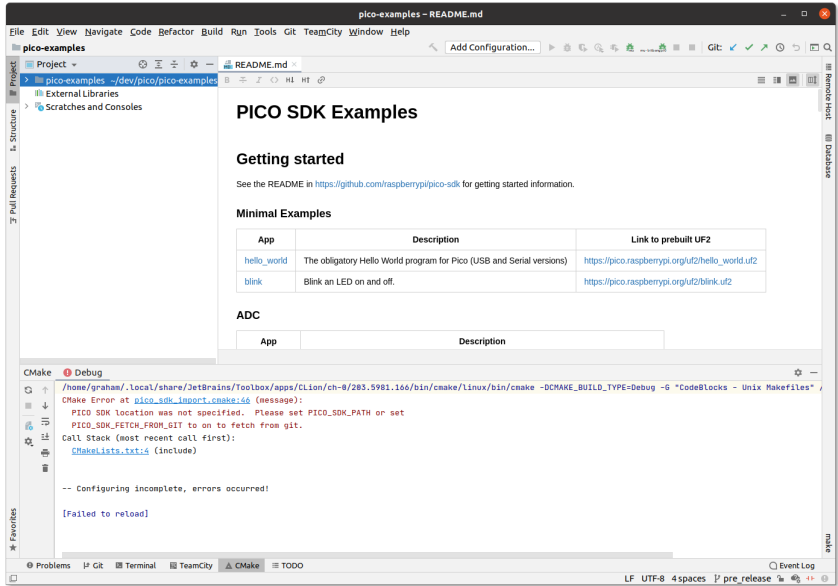 pico-examples – README.md
File Edit View Navigate Code Refactor Build Run Tools Git TeamCity Window Help
pico-examples
Add Configuration...
Git:
Project
README.md
pico-examples ~/dev/pico/pico-examples
External Libraries
Scratches and Consoles
Project
Structure
Pull Requests
Favorites
Remote Host
Database
make
B I H↓ H↑
PICO SDK Examples
Getting started
See the README in https://github.com/raspberrypi/pico-sdk for getting started information.
Minimal Examples
App Description Link to prebuilt UF2
hello_world The obligatory Hello World program for Pico (USB and Serial versions) https://pico.raspberrypi.org/uf2/hello_world.uf2
blink Blink an LED on and off. https://pico.raspberrypi.org/uf2/blink.uf2
ADC
App Description
CMake Debug
/home/graham/.local/share/JetBrains/Toolbox/apps/CLion/ch-0/203.5981.166/bin/cmake/linux/bin/cmake -DCMAKE_BUILD_TYPE=Debug -G "CodeBlocks - Unix Makefiles" /
CMake Error at pico_sdk_import.cmake:46 (message):
PICO SDK location was not specified.  Please set PICO_SDK_PATH or set
PICO_SDK_FETCH_FROM_GIT to on to fetch from git.
Call Stack (most recent call first):
CMakeLists.txt:4 (include)
-- Configuring incomplete, errors occurred!
[Failed to reload]
Problems Git Terminal TeamCity CMake TODO Event Log
LF UTF-8 4 spaces pre_release